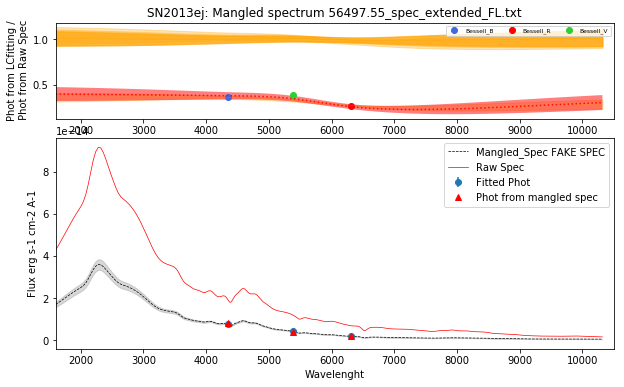 SN2013ej: Mangled spectrum 56497.55_spec_extended_FL.txt
Phot from LCfitting /
Phot from Raw Spec
1.0
0.5
Bessell_B
Bessell_R
Bessell_V
2000 3000 4000 5000 6000 7000 8000 9000 10000
1e−14
Flux erg s-1 cm-2 A-1
8
6
4
2
0
Mangled_Spec FAKE SPEC
Raw Spec
Fitted Phot
Phot from mangled spec
2000 3000 4000 5000 6000 7000 8000 9000 10000
Wavelenght